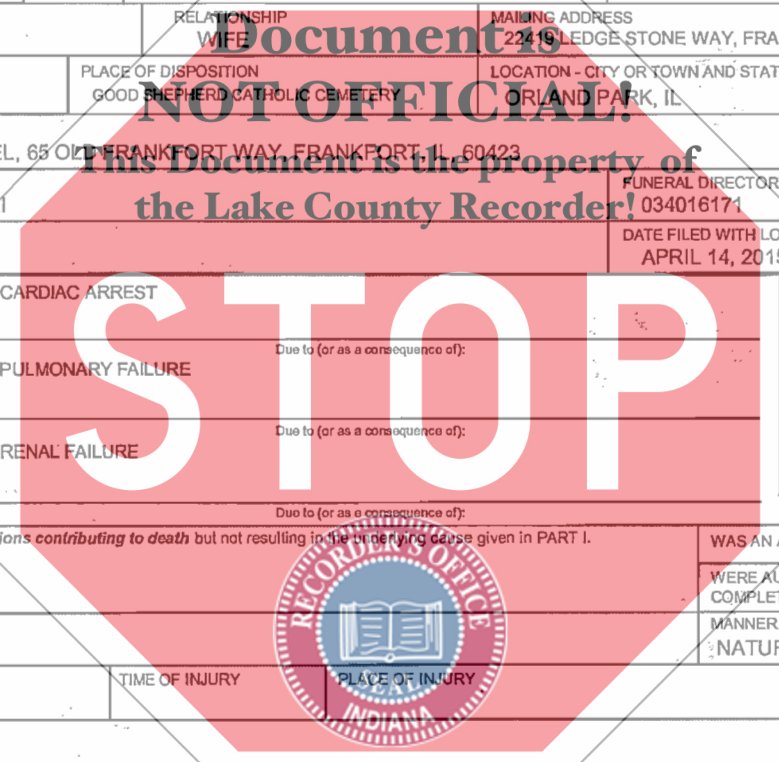 RELATIONSHIP
MAILING ADDRESS
WIFE
22419 LEDGE STONE WAY, FRA
Document is
PLACE OF DISPOSITION
LOCATION - CITY OR TOWN AND STAT
GOOD SHEPHERD CATHOLIC CEMETERY
ORLAND PARK, IL
NOT OFFICIAL!
EL, 65 OLD FRANKFORT WAY, FRANKFORT, IL, 60423
This Document is the property of
the Lake County Recorder!
FUNERAL DIRECTOR
034016171
DATE FILED WITH LO
APRIL 14, 2015
STOP
CARDIAC ARREST
Due to (or as a consequence of):
PULMONARY FAILURE
Due to (or as a consequence of):
RENAL FAILURE
Due to (or as a consequence of):
ions contributing to death but not resulting in the underlying cause given in PART I.
WAS AN A
WERE AU
COMPLET
MANNER
NATUR
TIME OF INJURY
PLACE OF INJURY
RECORDER'S OFFICE
SEAL
INDIANA